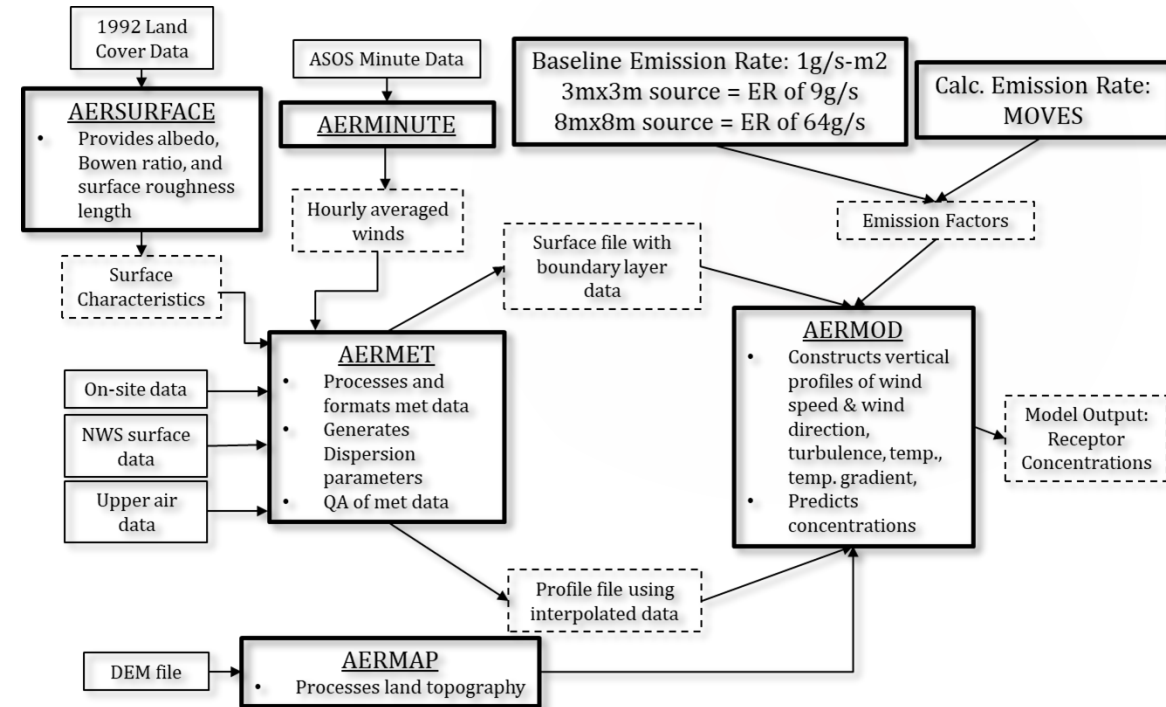 1992 Land
Cover Data
AERSURFACE
• Provides albedo,
Bowen ratio, and
surface roughness
length
Surface
Characteristics
ASOS Minute Data
AERMINUTE
Hourly averaged
winds
Baseline Emission Rate: 1g/s-m2
3mx3m source = ER of 9g/s
8mx8m source = ER of 64g/s
Calc. Emission Rate:
MOVES
Emission Factors
Surface file with
boundary layer
data
On-site data
NWS surface
data
Upper air
data
AERMET
• Processes and
formats met data
• Generates
Dispersion
parameters
• QA of met data
AERMOD
• Constructs vertical
profiles of wind
speed & wind
direction,
turbulence, temp.,
temp. gradient,
• Predicts
concentrations
Model Output:
Receptor
Concentrations
Profile file using
interpolated data
DEM file
AERMAP
• Processes land topography